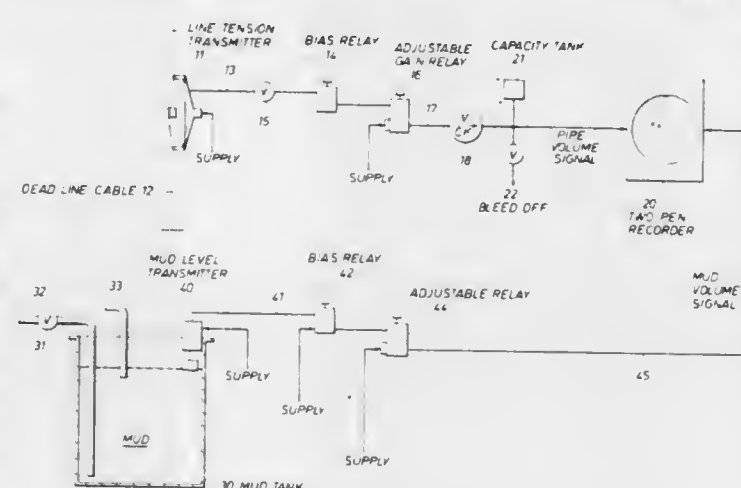 LINE TENSION
TRANSMITTER
11
13
BIAS RELAY
14
ADJUSTABLE
GAIN RELAY
16
CAPACITY TANK
21
15
17
V
V
CK
18
V
SUPPLY
SUPPLY
PIPE
VOLUME
SIGNAL
22
BLEED OFF
20
TWO PEN
RECORDER
DEAD LINE CABLE 12
MUD LEVEL
TRANSMITTER
40
BIAS RELAY
42
MUD
VOLUME
SIGNAL
32
33
41
ADJUSTABLE RELAY
44
V
31
SUPPLY
SUPPLY
SUPPLY
45
MUD
30 MUD TANK